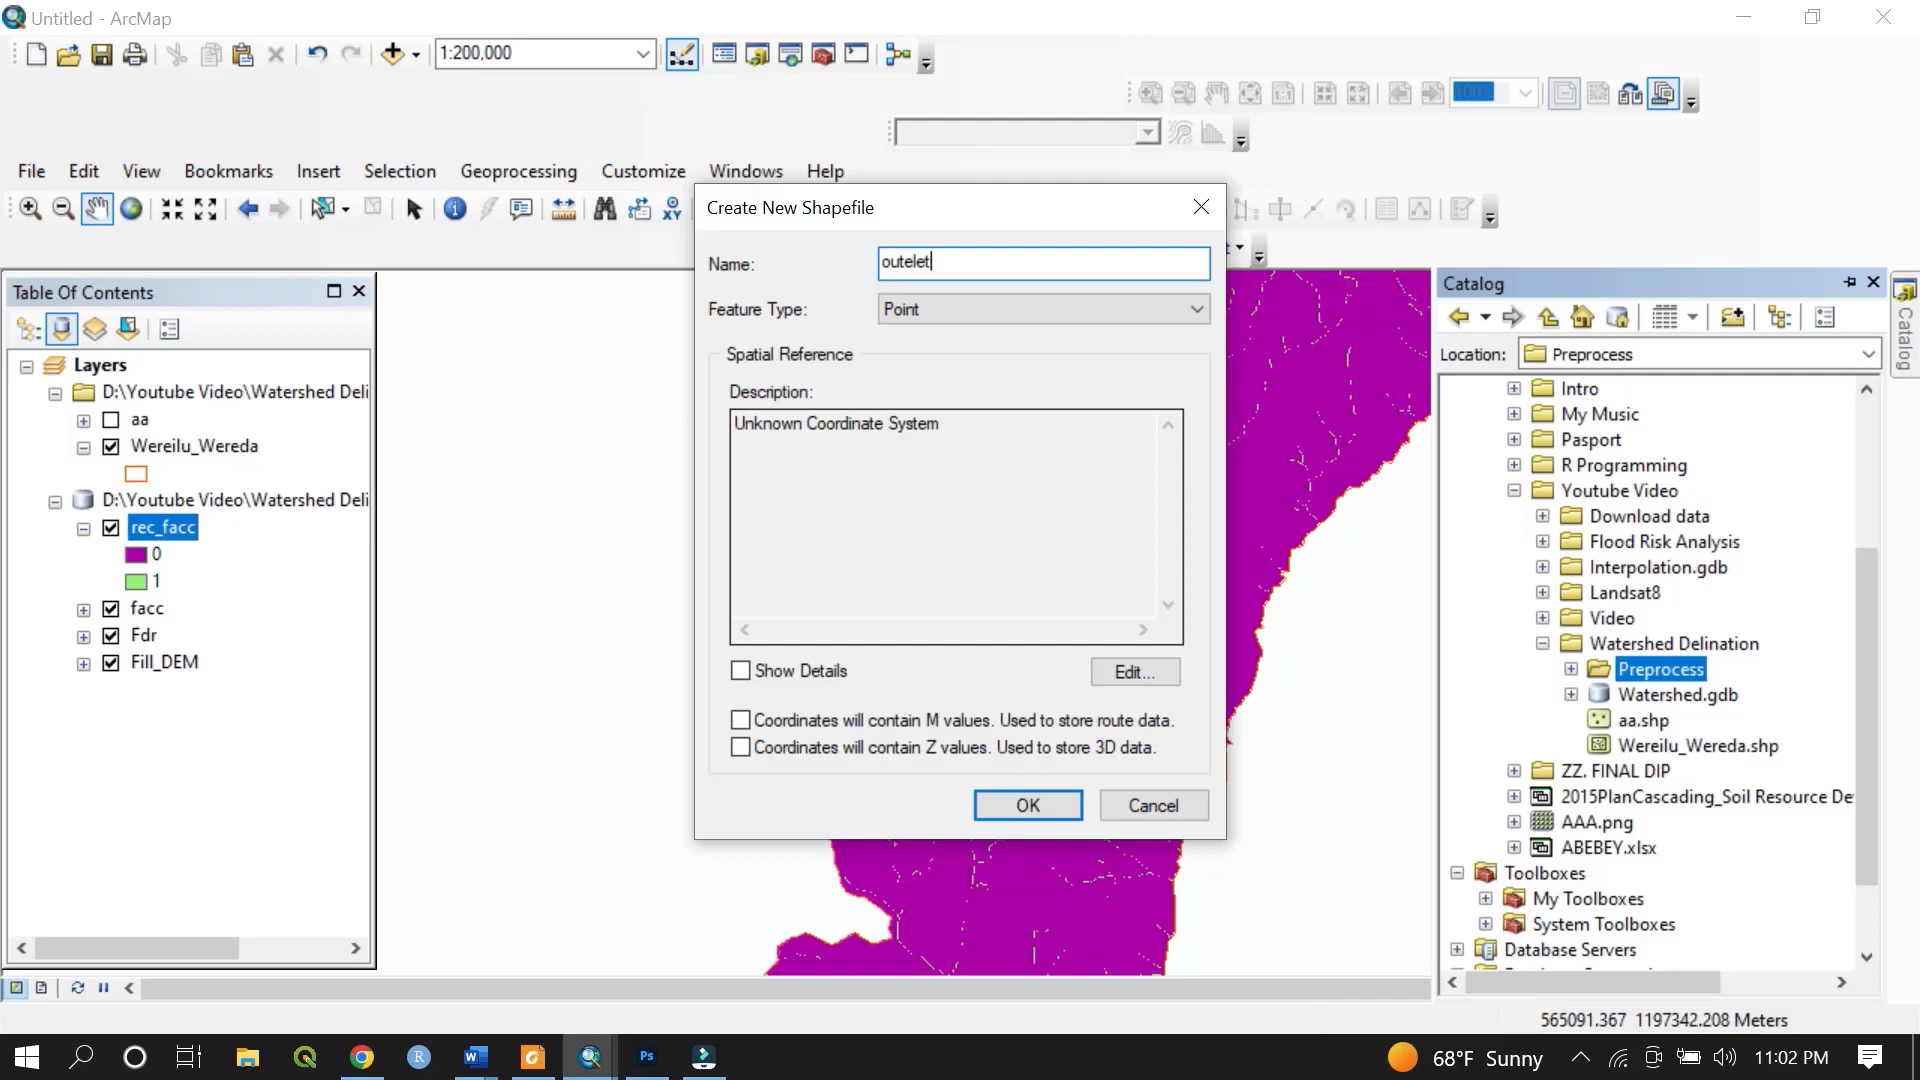 Untitled - ArcMap
1:200,000
100%
File Edit View Bookmarks Insert Selection Geoprocessing Customize Windows Help
XY
Table Of Contents
Layers
D:\Youtube Video\Watershed Deli
aa
Wereilu_Wereda
D:\Youtube Video\Watershed Deli
rec_facc
0
1
facc
Fdr
Fill_DEM
Create New Shapefile
Name: outelet
Feature Type: Point
Spatial Reference
Description:
Unknown Coordinate System
Show Details
Edit...
Coordinates will contain M values. Used to store route data.
Coordinates will contain Z values. Used to store 3D data.
OK Cancel
Catalog
Catalog
Location: Preprocess
Intro
My Music
Pasport
R Programming
Youtube Video
Download data
Flood Risk Analysis
Interpolation.gdb
Landsat8
Video
Watershed Delination
Preprocess
Watershed.gdb
aa.shp
Wereilu_Wereda.shp
ZZ. FINAL DIP
2015PlanCascading_Soil Resource De
AAA.png
ABEBEY.xlsx
Toolboxes
My Toolboxes
System Toolboxes
Database Servers
565091.367 1197342.208 Meters
R
W
Ps
68°F Sunny
11:02 PM